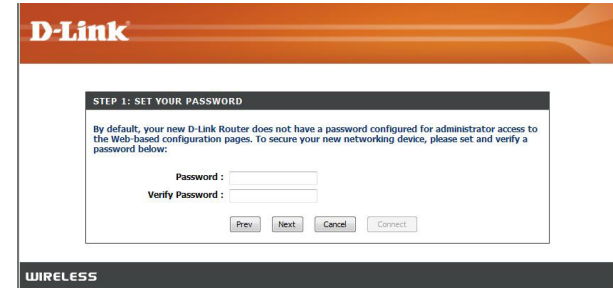 D-Link
STEP 1: SET YOUR PASSWORD
By default, your new D-Link Router does not have a password configured for administrator access to
the Web-based configuration pages. To secure your new networking device, please set and verify a
password below:
Password :
Verify Password :
Prev Next Cancel Connect
WIRELESS